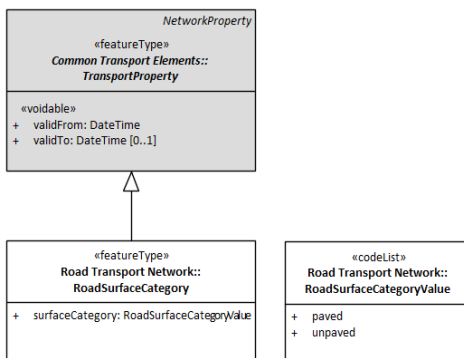 NetworkProperty
«featureType»
Common Transport Elements::
TransportProperty
«voidable»
+ validFrom: DateTime
+ validTo: DateTime [0..1]
«featureType»
Road Transport Network::
RoadSurfaceCategory
+ surfaceCategory: RoadSurfaceCategoryValue
«codeList»
Road Transport Network::
RoadSurfaceCategoryValue
+ paved
+ unpaved